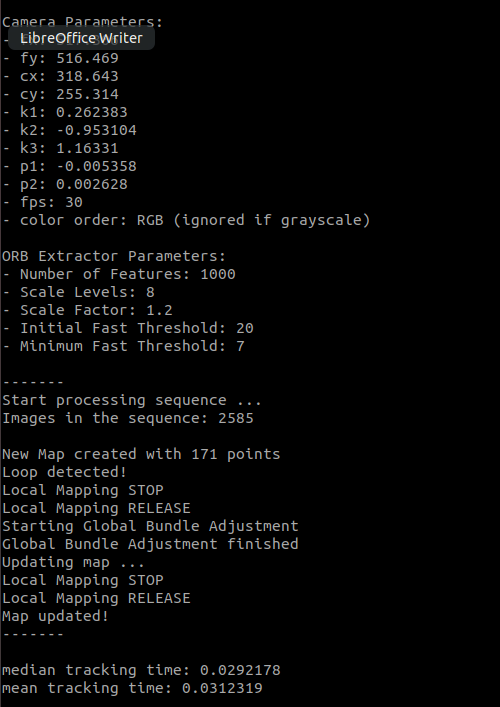 Camera Parameters:
LibreOffice Writer
- fy: 516.469
- cx: 318.643
- cy: 255.314
- k1: 0.262383
- k2: -0.953104
- k3: 1.16331
- p1: -0.005358
- p2: 0.002628
- fps: 30
- color order: RGB (ignored if grayscale)
ORB Extractor Parameters:
- Number of Features: 1000
- Scale Levels: 8
- Scale Factor: 1.2
- Initial Fast Threshold: 20
- Minimum Fast Threshold: 7
-------
Start processing sequence ...
Images in the sequence: 2585
New Map created with 171 points
Loop detected!
Local Mapping STOP
Local Mapping RELEASE
Starting Global Bundle Adjustment
Global Bundle Adjustment finished
Updating map ...
Local Mapping STOP
Local Mapping RELEASE
Map updated!
-------
median tracking time: 0.0292178
mean tracking time: 0.0312319